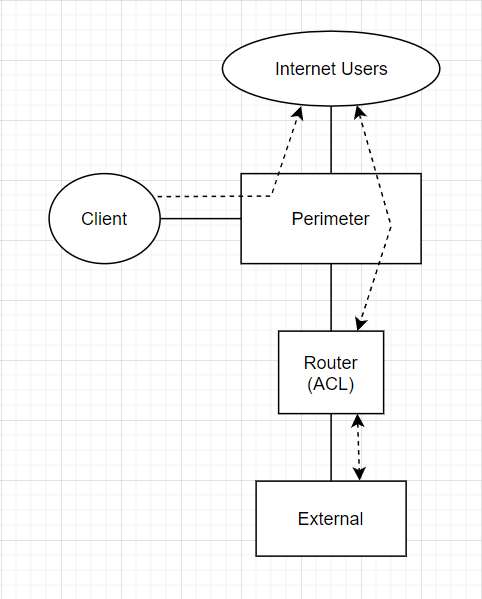 Internet Users
Client
Perimeter
Router
(ACL)
External